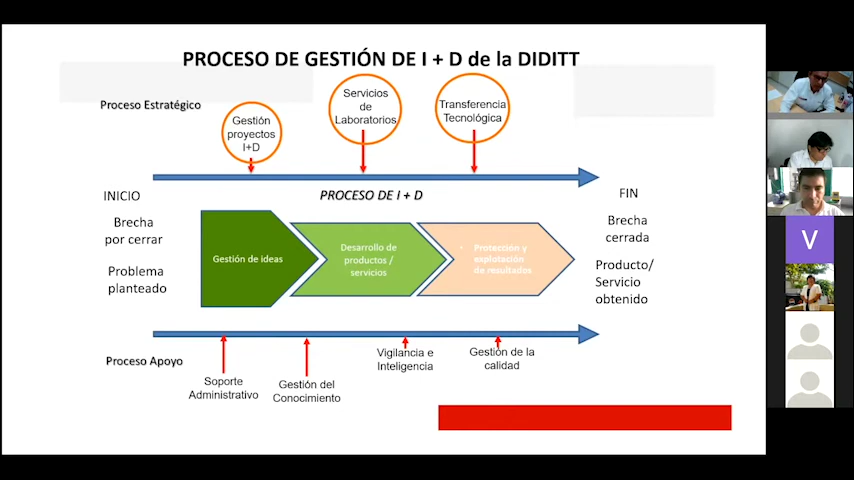 PROCESO DE GESTIÓN DE I + D de la DIDITT
Proceso Estratégico
Gestión
proyectos
I+D
Servicios
de
Laboratorios
Transferencia
Tecnológica
INICIO
PROCESO DE I + D
FIN
Brecha
por cerrar
Problema
planteado
Gestión de ideas
Desarrollo de
productos /
servicios
• Protección y
explotación
de resultados
Brecha
cerrada
Producto/
Servicio
obtenido
Proceso Apoyo
Soporte
Administrativo
Gestión del
Conocimiento
Vigilancia e
Inteligencia
Gestión de la
calidad
V